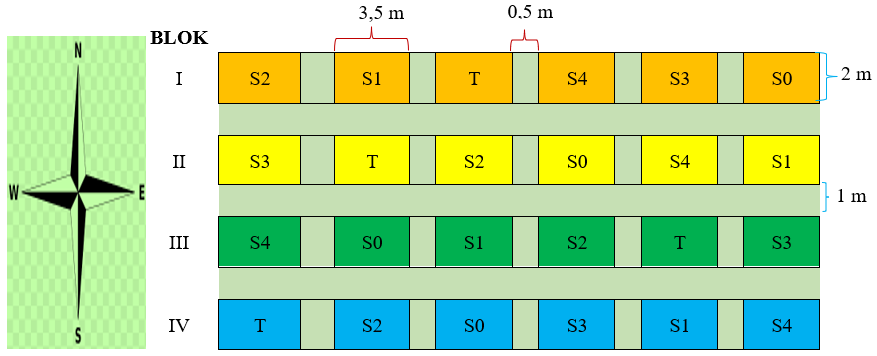 3,5 m 0,5 m
BLOK
N
W E
S
I S2 S1 T S4 S3 S0 2 m
II S3 T S2 S0 S4 S1
1 m
III S4 S0 S1 S2 T S3
IV T S2 S0 S3 S1 S4